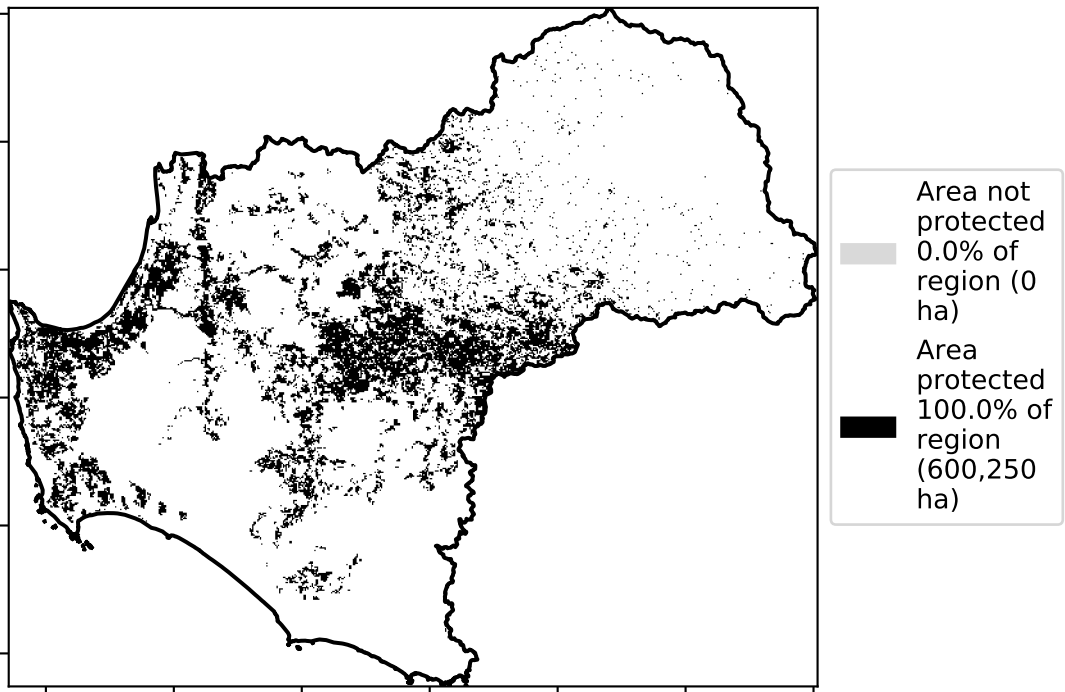 Area not
protected
0.0% of
region (0
ha)
Area
protected
100.0% of
region
(600,250
ha)